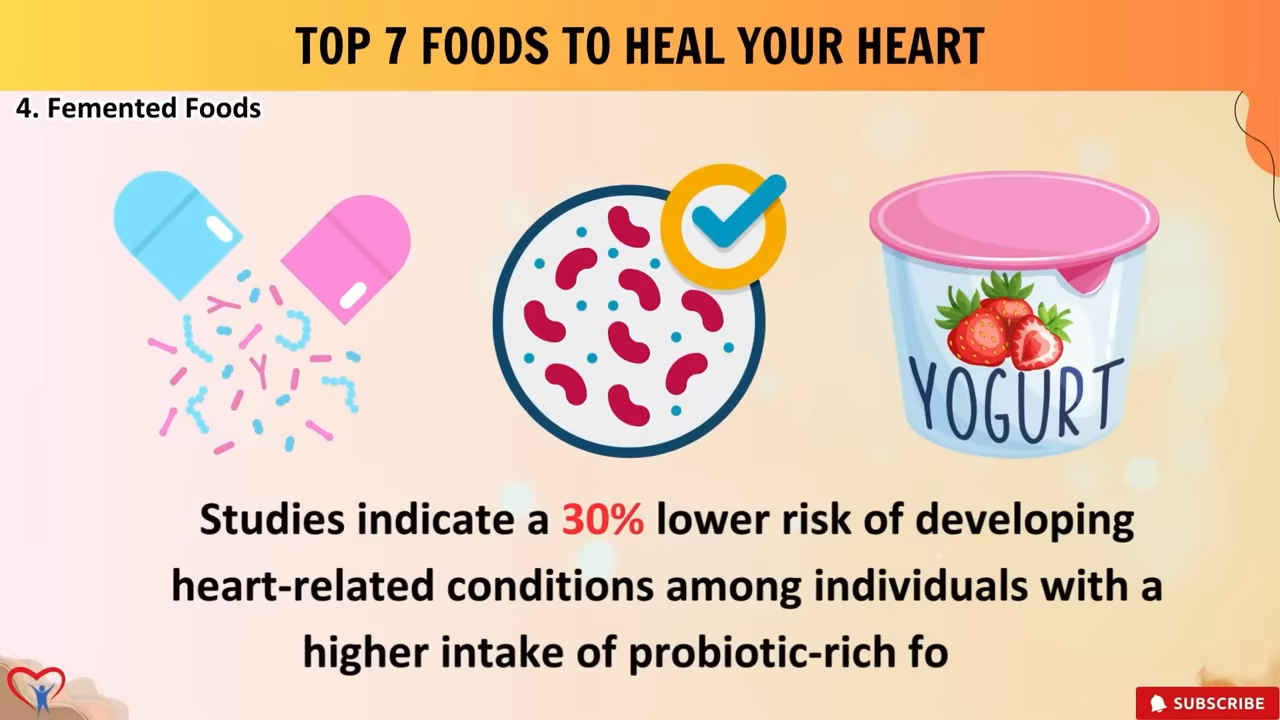 TOP 7 FOODS TO HEAL YOUR HEART
4. Femented Foods
YOGURT
Studies indicate a 30% lower risk of developing
heart-related conditions among individuals with a
higher intake of probiotic-rich fo
SUBSCRIBE